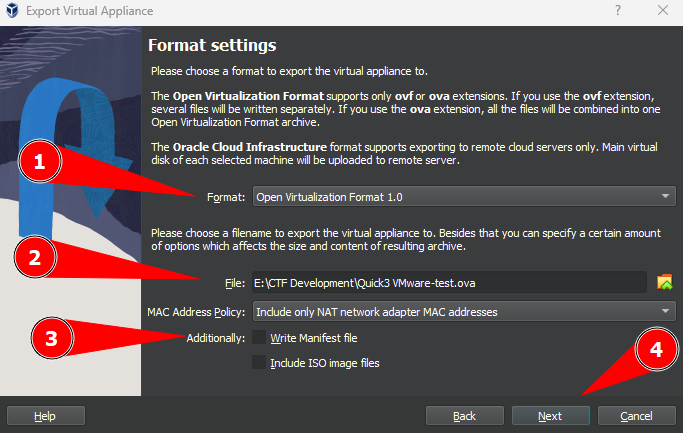 Export Virtual Appliance
?
Format settings
Please choose a format to export the virtual appliance to.
The Open Virtualization Format supports only ovf or ova extensions. If you use the ovf extension,
several files will be written separately. If you use the ova extension, all the files will be combined into one
Open Virtualization Format archive.
The Oracle Cloud Infrastructure format supports exporting to remote cloud servers only. Main virtual
disk of each selected machine will be uploaded to remote server.
1
Format: Open Virtualization Format 1.0
Please choose a filename to export the virtual appliance to. Besides that you can specify a certain amount
of options which affects the size and content of resulting archive.
2
File: E:\CTF Development\Quick3 VMware-test.ova
MAC Address Policy: Include only NAT network adapter MAC addresses
3
Additionally: Write Manifest file
4
Include ISO image files
Help Back Next Cancel